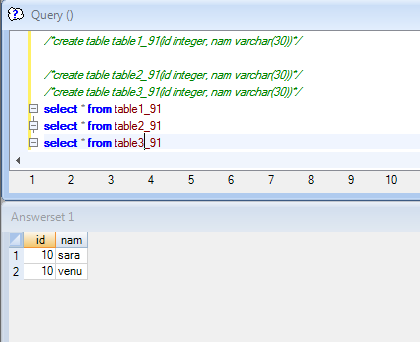 Query ()
/*create table table1_91(id integer, nam varchar(30))*/
/*create table table2_91(id integer, nam varchar(30))*/
/*create table table3_91(id integer, nam varchar(30))*/
select * from table1_91
select * from table2_91
select * from table3_91
1 2 3 4 5 6 7 8 9 10
Answerset 1
id nam
1 10 sara
2 10 venu